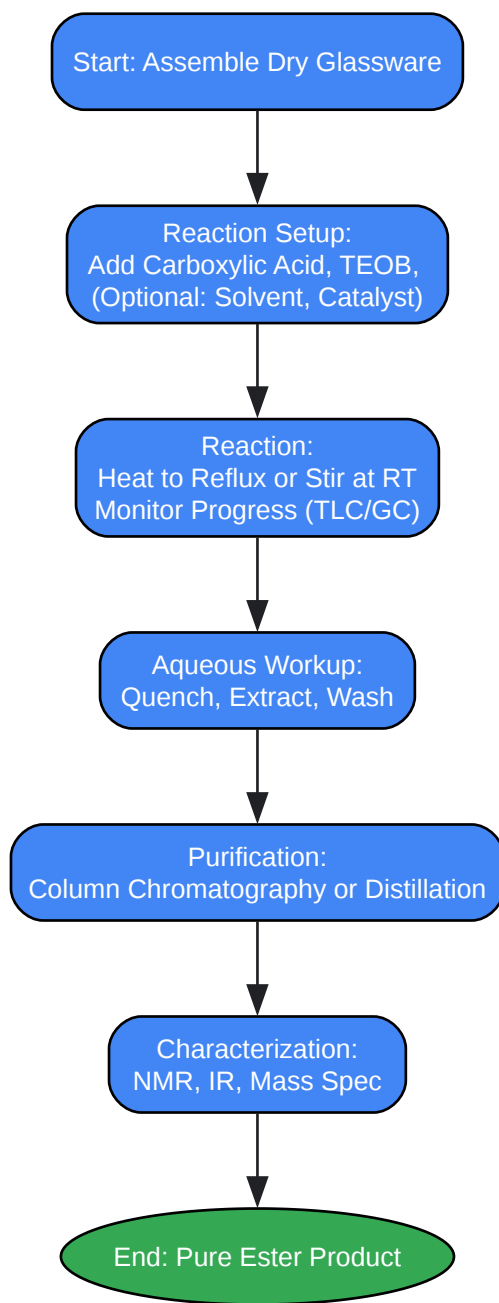 Start: Assemble Dry Glassware
Reaction Setup:
Add Carboxylic Acid, TEOB,
(Optional: Solvent, Catalyst)
Reaction:
Heat to Reflux or Stir at RT
Monitor Progress (TLC/GC)
Aqueous Workup:
Quench, Extract, Wash
Purification:
Column Chromatography or Distillation
Characterization:
NMR, IR, Mass Spec
End: Pure Ester Product